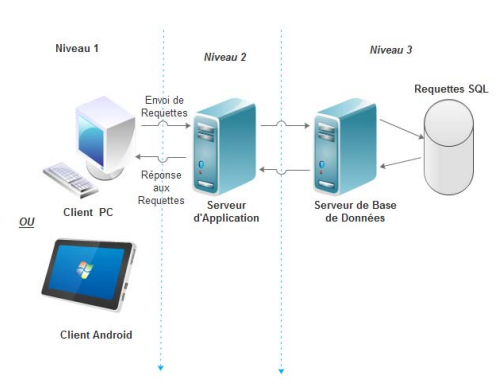 Niveau 1
Niveau 2
Niveau 3
Requettes SQL
Envoi de
Requettes
Réponse
aux
Requettes
Client PC
Serveur
d'Application
Serveur de Base
de Données
OU
Client Android